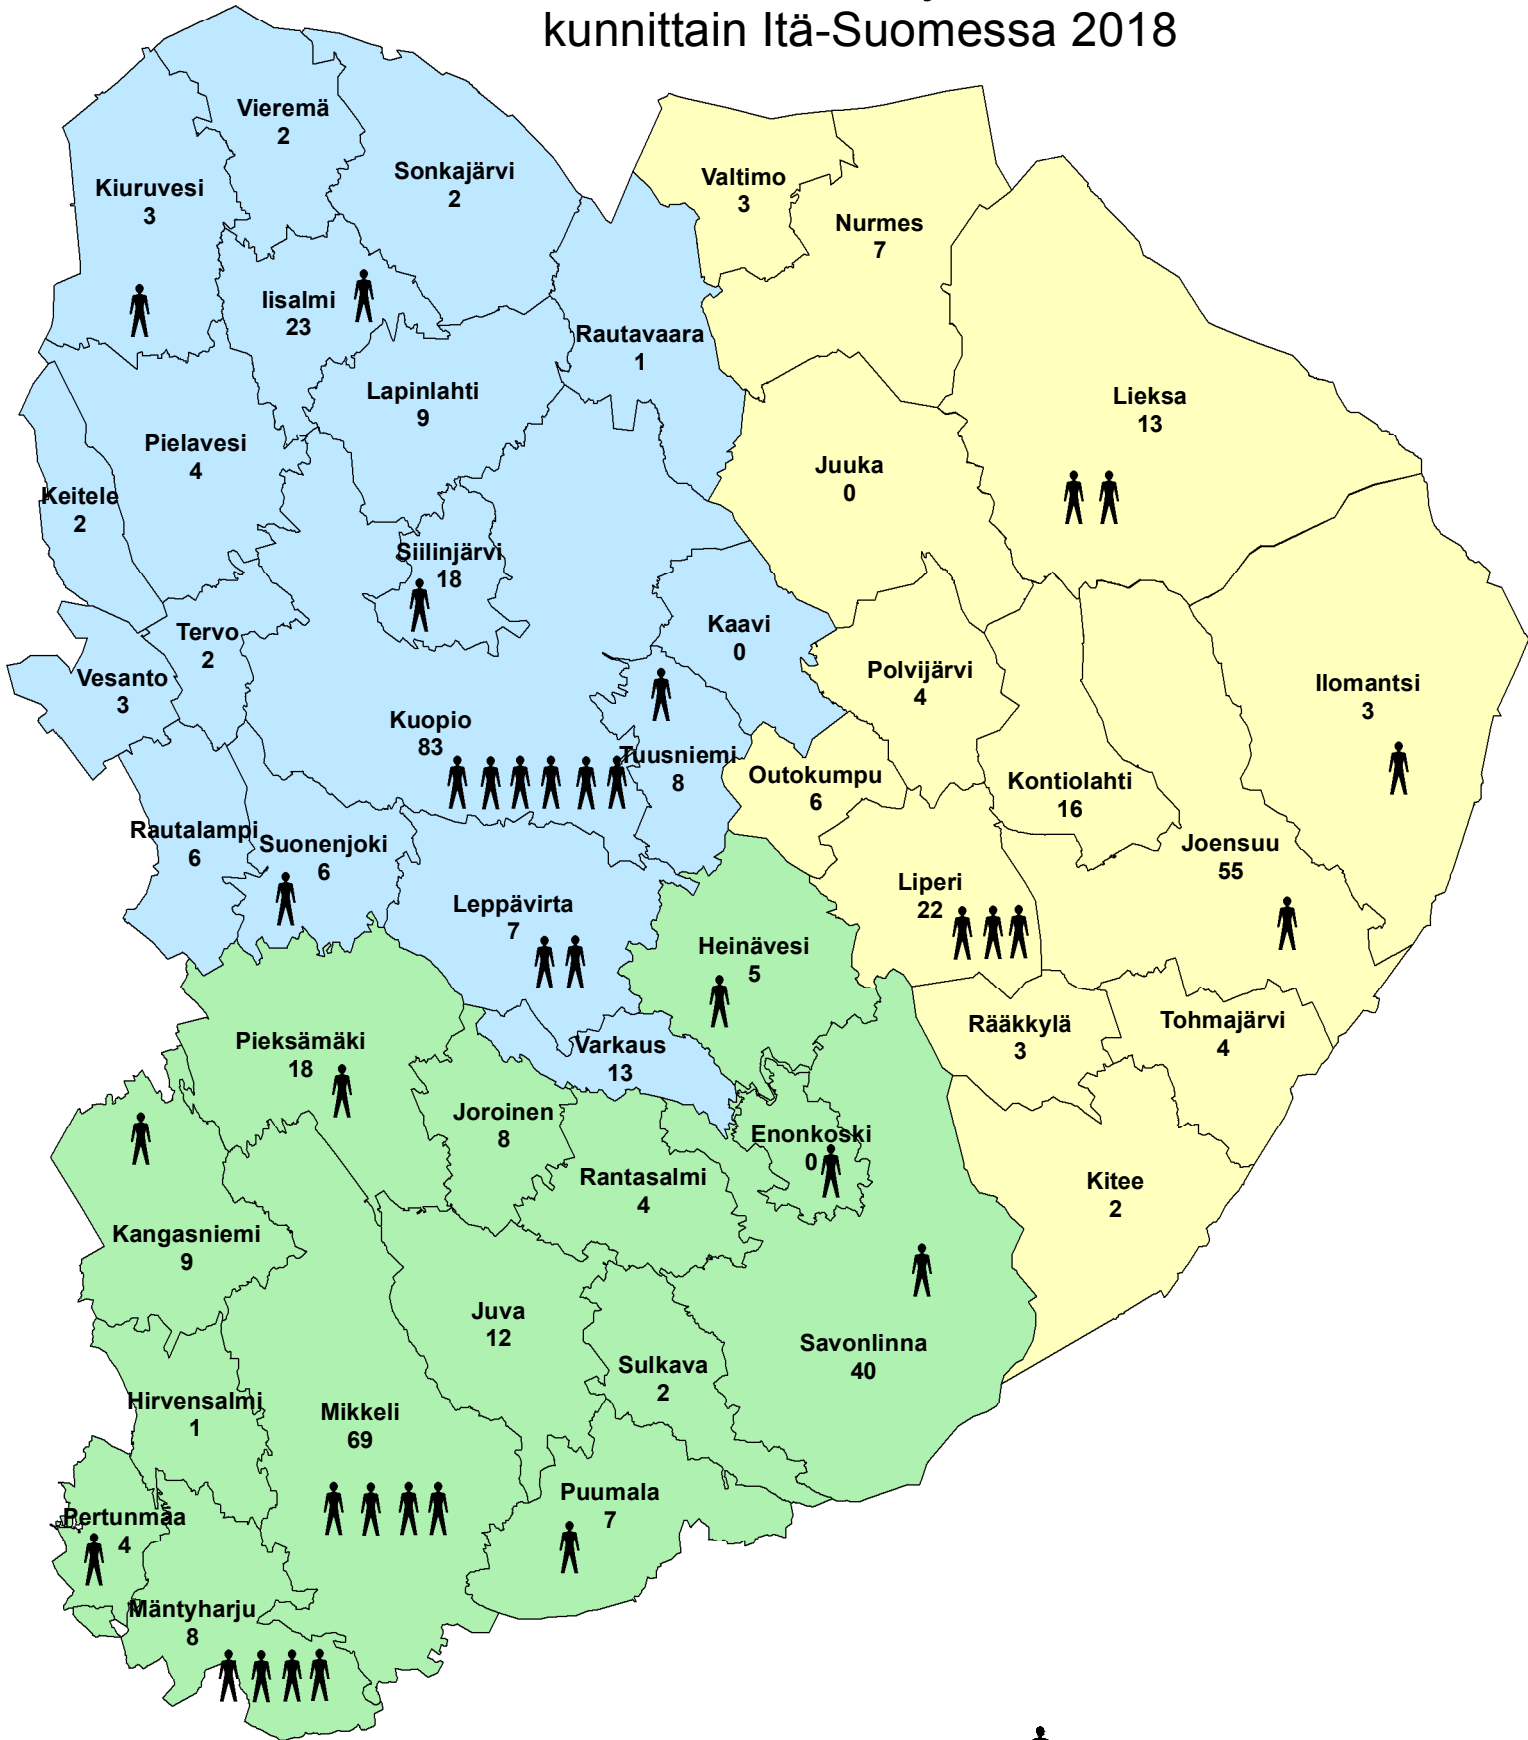 kunnittain Itä-Suomessa 2018
Vieremä
2
Sonkajärvi
2
Kiuruvesi
3
Valtimo
3
Nurmes
7
Iisalmi
23
Rautavaara
1
Lapinlahti
9
Lieksa
13
Pielavesi
4
Juuka
0
Keitele
2
Siilinjärvi
18
Kaavi
0
Tervo
2
Vesanto
3
Polvijärvi
4
Ilomantsi
3
Kuopio
83
Tuusniemi
8
Outokumpu
6
Kontiolahti
16
Rautalampi
6
Suonenjoki
6
Joensuu
55
Liperi
22
Leppävirta
7
Heinävesi
5
Rääkkylä
3
Tohmajärvi
4
Pieksämäki
18
Varkaus
13
Joroinen
8
Enonkoski
0
Rantasalmi
4
Kitee
2
Kangasniemi
9
Juva
12
Savonlinna
40
Sulkava
2
Hirvensalmi
1
Mikkeli
69
Puumala
7
Pertunmaa
4
Mäntyharju
8